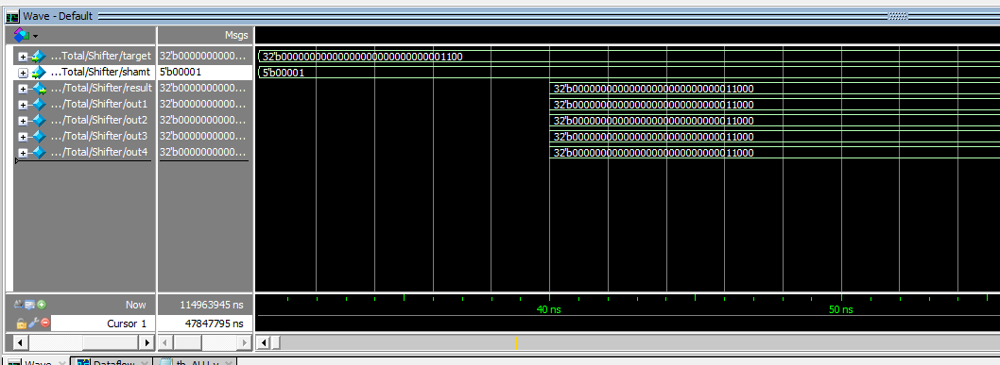 Wave - Default
Msgs
...Total/Shifter/target 32'b0000000000... 32'b00000000000000000000000000001100
...Total/Shifter/shamt 5'b00001 5'b00001
.../Total/Shifter/result 32'b0000000000... 32'b00000000000000000000000000011000
.../Total/Shifter/out1 32'b0000000000... 32'b00000000000000000000000000011000
.../Total/Shifter/out2 32'b0000000000... 32'b00000000000000000000000000011000
.../Total/Shifter/out3 32'b0000000000... 32'b00000000000000000000000000011000
.../Total/Shifter/out4 32'b0000000000... 32'b00000000000000000000000000011000
Now 114963945 ns 40 ns 50 ns
Cursor 1 47847795 ns
Wave Dataflow tb_ALU.v